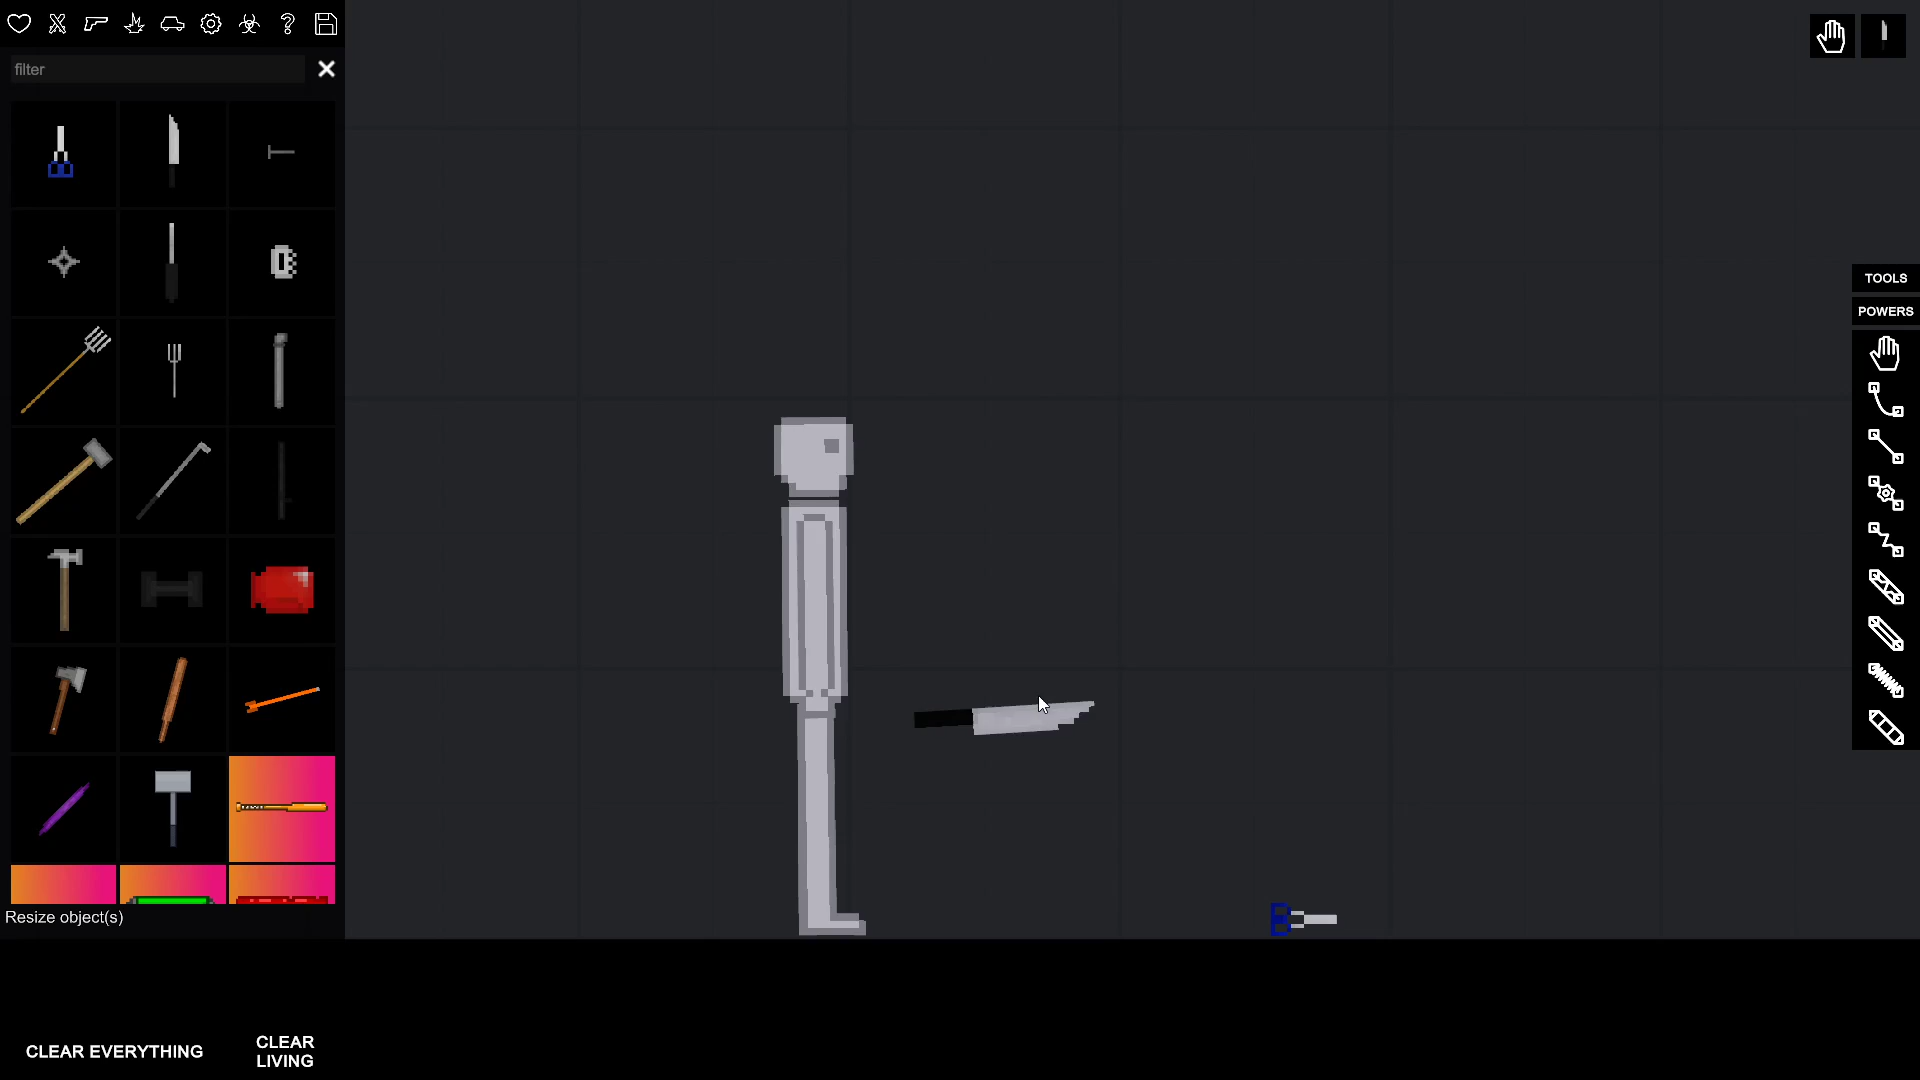 filter
TOOLS
POWERS
Resize object(s)
CLEAR EVERYTHING
CLEAR
LIVING